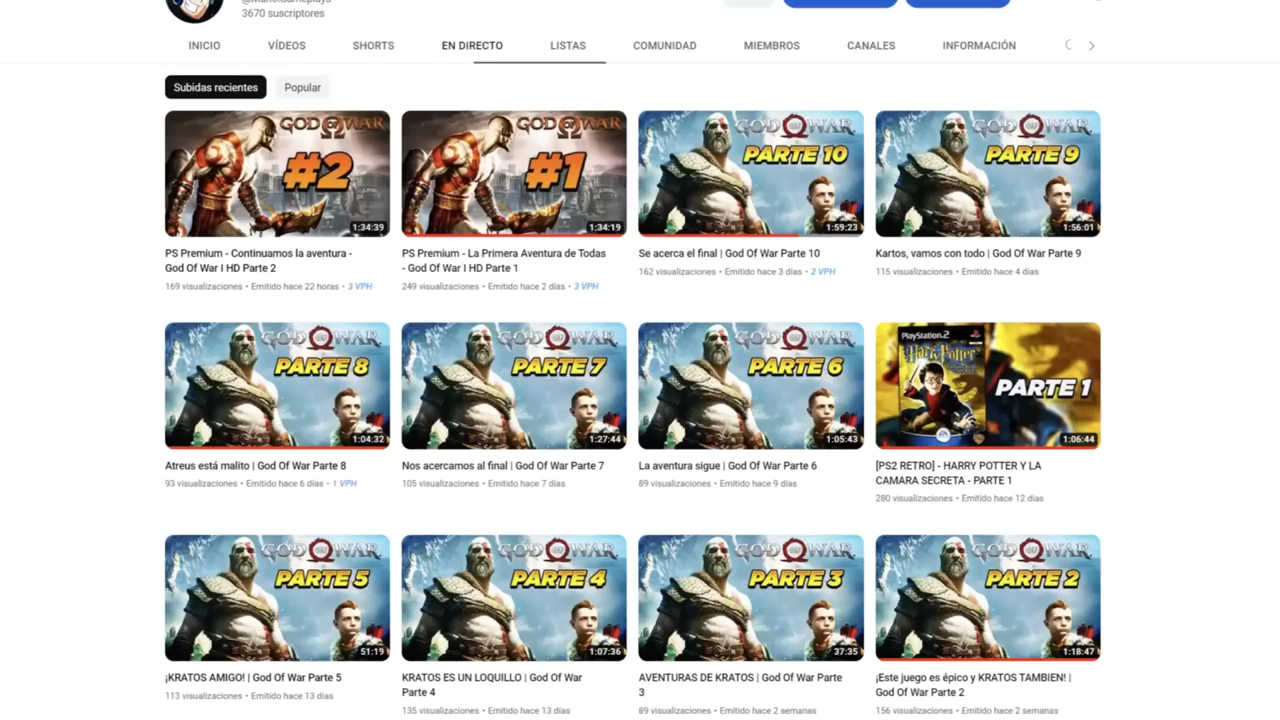 3670 suscriptores
INICIO VÍDEOS SHORTS EN DIRECTO LISTAS COMUNIDAD MIEMBROS CANALES INFORMACIÓN
Subidas recientes Popular
GOD OF WAR
#2
1:34:39
GOD OF WAR
#1
1:34:19
GOD OF WAR
PARTE 10
1:59:23
GOD OF WAR
PARTE 9
1:56:01
PS Premium - Continuamos la aventura -
God Of War I HD Parte 2
169 visualizaciones • Emitido hace 22 horas • 3 VPH
PS Premium - La Primera Aventura de Todas
- God Of War I HD Parte 1
249 visualizaciones • Emitido hace 2 días • 3 VPH
Se acerca el final | God Of War Parte 10
162 visualizaciones • Emitido hace 3 días • 2 VPH
Kartos, vamos con todo | God Of War Parte 9
115 visualizaciones • Emitido hace 4 días
GOD OF WAR
PARTE 8
1:04:32
GOD OF WAR
PARTE 7
1:27:44
GOD OF WAR
PARTE 6
1:05:43
PlayStation.2
Harry Potter
PARTE 1
1:06:44
Atreus está malito | God Of War Parte 8
93 visualizaciones • Emitido hace 6 días • 1 VPH
Nos acercamos al final | God Of War Parte 7
105 visualizaciones • Emitido hace 7 días
La aventura sigue | God Of War Parte 6
89 visualizaciones • Emitido hace 9 días
[PS2 RETRO] - HARRY POTTER Y LA
CAMARA SECRETA - PARTE 1
280 visualizaciones • Emitido hace 12 días
GOD OF WAR
PARTE 5
51:19
GOD OF WAR
PARTE 4
1:07:36
GOD OF WAR
PARTE 3
37:35
GOD OF WAR
PARTE 2
1:18:47
¡KRATOS AMIGO! | God Of War Parte 5
113 visualizaciones • Emitido hace 13 días
KRATOS ES UN LOQUILLO | God Of War
Parte 4
135 visualizaciones • Emitido hace 13 días
AVENTURAS DE KRATOS | God Of War Parte
3
89 visualizaciones • Emitido hace 2 semanas
¡Este juego es épico y KRATOS TAMBIEN! |
God Of War Parte 2
156 visualizaciones • Emitido hace 2 semanas